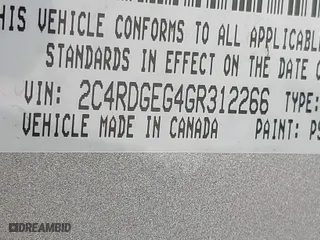 THIS VEHICLE CONFORMS TO ALL APPLICABLE
STANDARDS IN EFFECT ON THE DATE O
VIN: 2C4RDGEG4GR312266 TYPE:
VEHICLE MADE IN CANADA PAINT: PS
DREAMBID